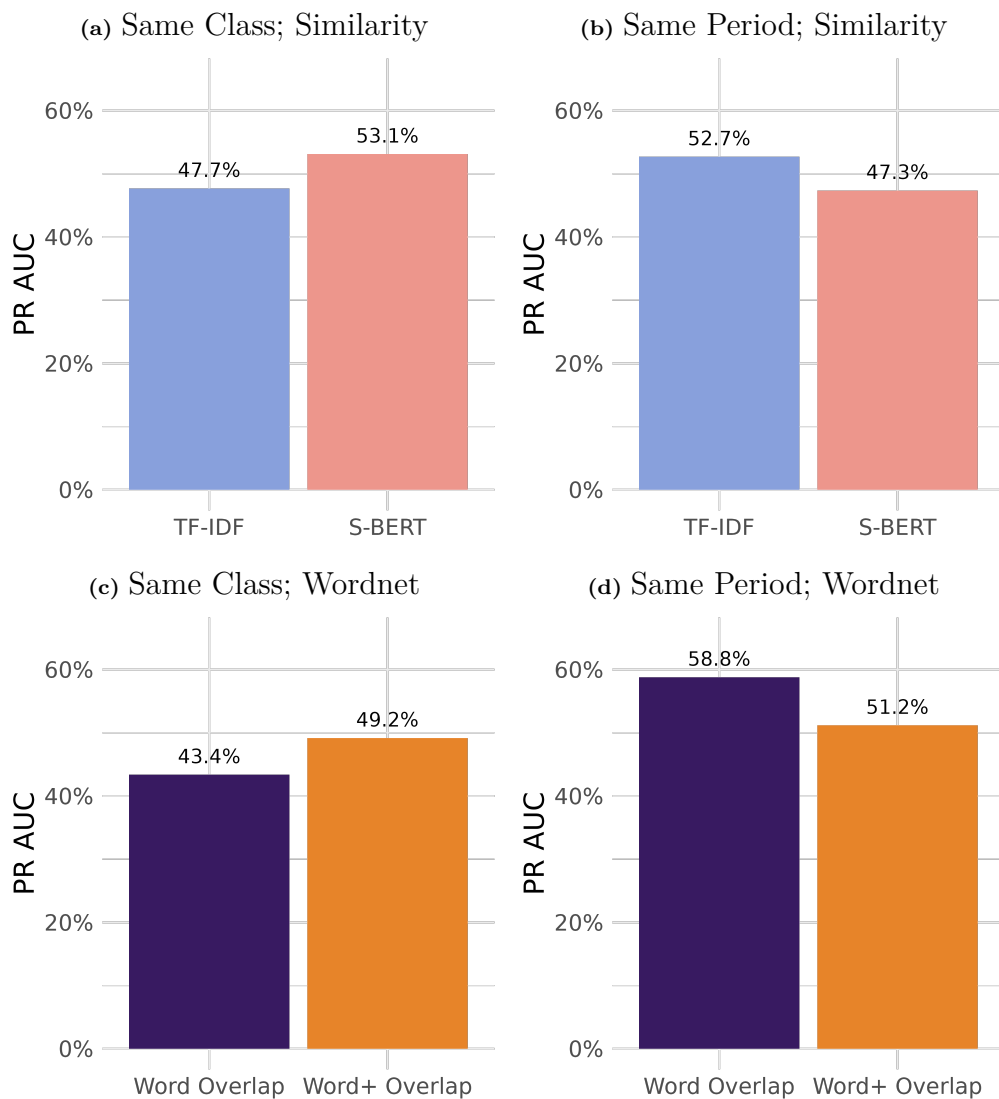 (a) Same Class; Similarity
PR AUC
60%
40%
20%
0%
47.7%
53.1%
TF-IDF
S-BERT
(b) Same Period; Similarity
PR AUC
60%
40%
20%
0%
52.7%
47.3%
TF-IDF
S-BERT
(c) Same Class; Wordnet
PR AUC
60%
40%
20%
0%
43.4%
49.2%
Word Overlap
Word+ Overlap
(d) Same Period; Wordnet
PR AUC
60%
40%
20%
0%
58.8%
51.2%
Word Overlap
Word+ Overlap